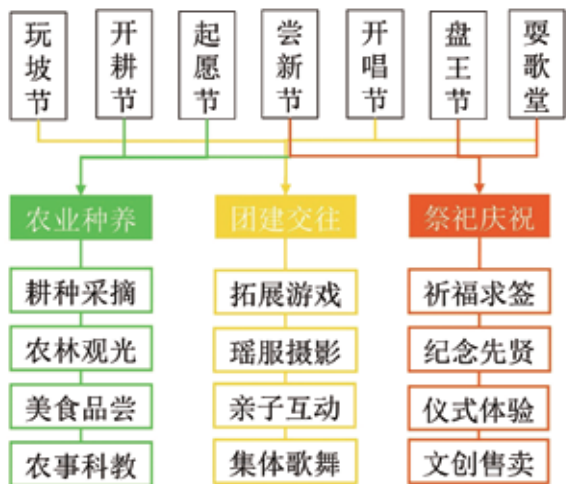 玩坡节
开耕节
起愿节
尝新节
开唱节
盘王节
耍歌堂
农业种养
团建交往
祭祀庆祝
耕种采摘
拓展游戏
祈福求签
农林观光
瑶服摄影
纪念先贤
美食品尝
亲子互动
仪式体验
农事科教
集体歌舞
文创售卖